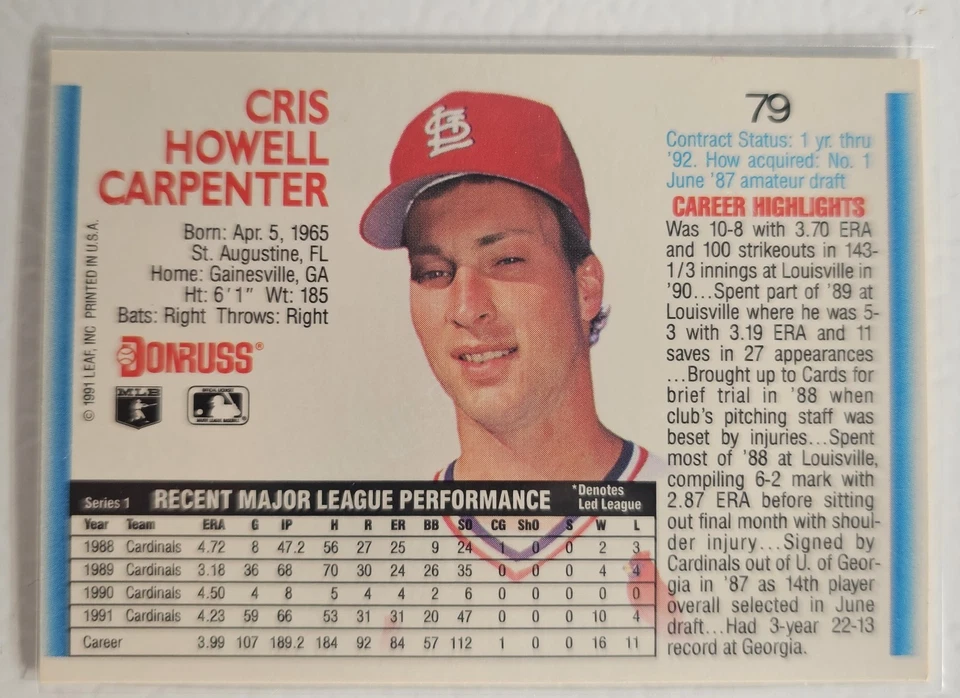 CRIS
HOWELL
CARPENTER
Born: Apr. 5, 1965
St. Augustine, FL
Home: Gainesville, GA
Ht: 6'1" Wt: 185
Bats: Right Throws: Right
DONRUSS®
MLB
© 1991 LEAF, INC PRINTED IN U.S.A.
StL
79
Contract Status: 1 yr. thru
'92. How acquired: No. 1
June '87 amateur draft
CAREER HIGHLIGHTS
Was 10-8 with 3.70 ERA
and 100 strikeouts in 143-
1/3 innings at Louisville in
'90...Spent part of '89 at
Louisville where he was 5-
3 with 3.19 ERA and 11
saves in 27 appearances
...Brought up to Cards for
brief trial in '88 when
club's pitching staff was
beset by injuries...Spent
most of '88 at Louisville,
compiling 6-2 mark with
2.87 ERA before sitting
out final month with shoul-
der injury...Signed by
Cardinals out of U. of Geor-
gia in '87 as 14th player
overall selected in June
draft...Had 3-year 22-13
record at Georgia.
Series 1 RECENT MAJOR LEAGUE PERFORMANCE *Denotes
Led League
Year Team ERA G IP H R ER BB SO CG ShO S W L
1988 Cardinals 4.72 8 47.2 56 27 25 9 24 1 0 0 2 3
1989 Cardinals 3.18 36 68 70 30 24 26 35 0 0 0 4 4
1990 Cardinals 4.50 4 8 5 4 4 2 6 0 0 0 0 0
1991 Cardinals 4.23 59 66 53 31 31 20 47 0 0 0 10 4
Career 3.99 107 189.2 184 92 84 57 112 1 0 0 16 11